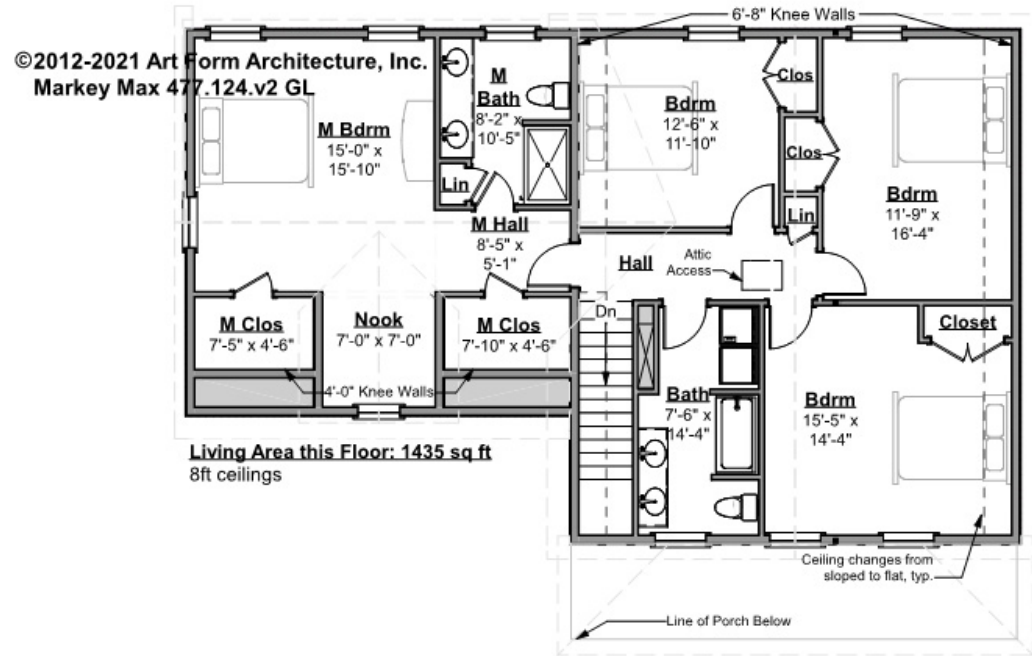 6'-8" Knee Walls
©2012-2021 Art Form Architecture, Inc.
Markey Max 477.124.v2 GL
M Bdrm
15'-0" x
15'-10"
M
Bath
8'-2" x
10'-5"
Lin
M Hall
8'-5" x
5'-1"
Bdrm
12'-6" x
11'-10"
Clos
Clos
Lin
Bdrm
11'-9" x
16'-4"
Hall
Attic
Access
Dn
M Clos
7'-5" x 4'-6"
Nook
7'-0" x 7'-0"
M Clos
7'-10" x 4'-6"
4'-0" Knee Walls
Closet
Bath
7'-6" x
14'-4"
Bdrm
15'-5" x
14'-4"
Living Area this Floor: 1435 sq ft
8ft ceilings
Ceiling changes from
sloped to flat, typ.
Line of Porch Below